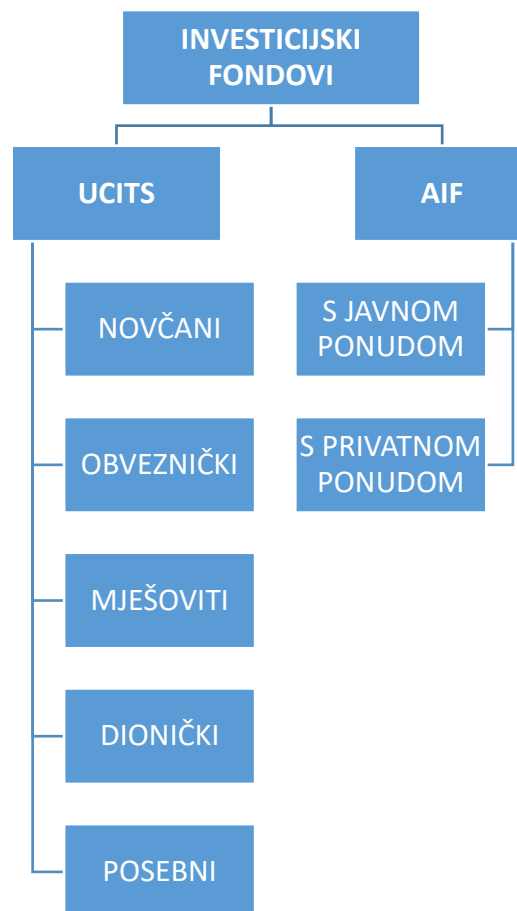 INVESTICIJSKI
FONDOVI
UCITS
AIF
NOVČANI
OBVEZNIČKI
MJEŠOVITI
DIONIČKI
POSEBNI
S JAVNOM
PONUDOM
S PRIVATNOM
PONUDOM